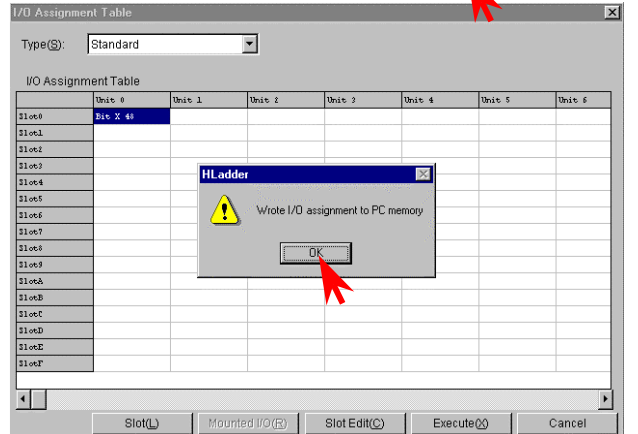 I/O Assignment Table
Type(S): Standard
I/O Assignment Table
Unit 0 Unit 1 Unit 2 Unit 3 Unit 4 Unit 5 Unit 6
Slot0 Bit X 48
Slot1
Slot2
Slot3
Slot4
Slot5
Slot6
Slot7
Slot8
Slot9
SlotA
SlotB
SlotC
SlotD
SlotE
SlotF
HLadder
Wrote I/O assignment to PC memory
OK
Slot(L) Mounted I/O(R) Slot Edit(C) Execute(X) Cancel